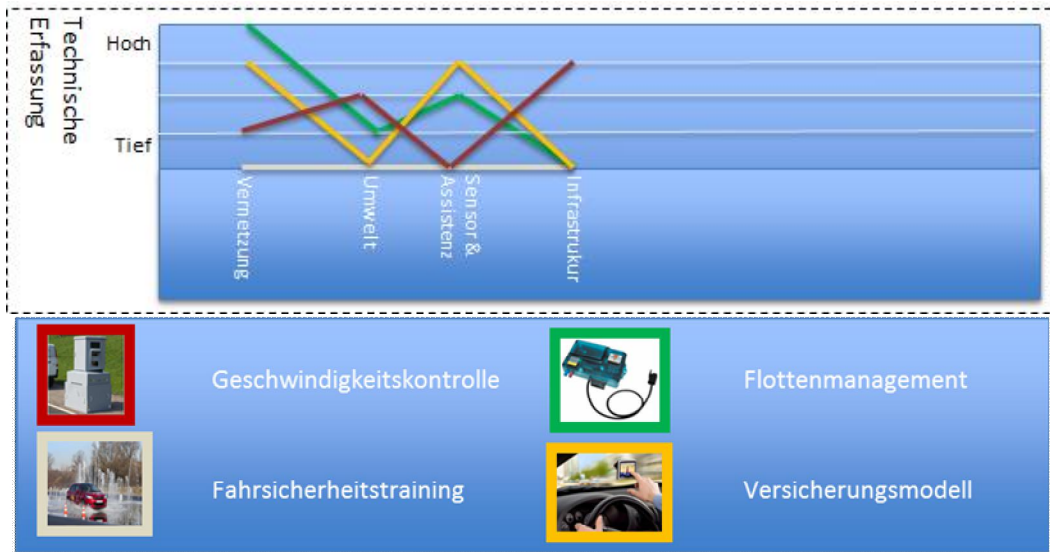 Technische
Erfassung
Hoch
Tief
Vernetzung
Umwelt
Sensor &
Assistenz
Infrastrukur
Geschwindigkeitskontrolle
Flottenmanagement
Fahrsicherheitstraining
Versicherungsmodell